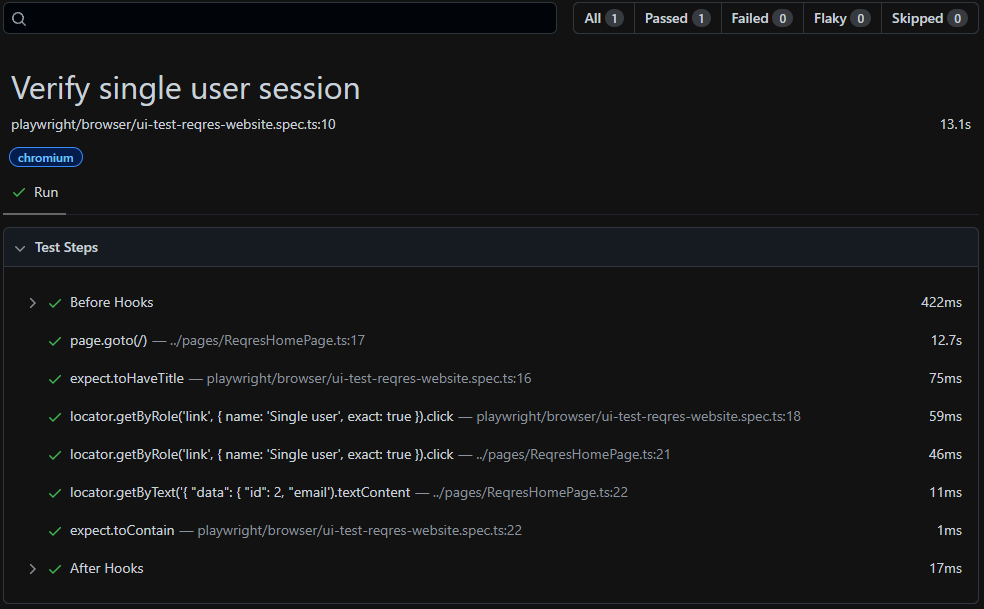 All 1 Passed 1 Failed 0 Flaky 0 Skipped 0
Verify single user session
playwright/browser/ui-test-reqres-website.spec.ts:10 13.1s
chromium
Run
Test Steps
Before Hooks 422ms
page.goto(/) — ../pages/ReqresHomePage.ts:17 12.7s
expect.toHaveTitle — playwright/browser/ui-test-reqres-website.spec.ts:16 75ms
locator.getByRole('link', { name: 'Single user', exact: true }).click — playwright/browser/ui-test-reqres-website.spec.ts:18 59ms
locator.getByRole('link', { name: 'Single user', exact: true }).click — ../pages/ReqresHomePage.ts:21 46ms
locator.getByText('{ "data": { "id": 2, "email').textContent — ../pages/ReqresHomePage.ts:22 11ms
expect.toContain — playwright/browser/ui-test-reqres-website.spec.ts:22 1ms
After Hooks 17ms